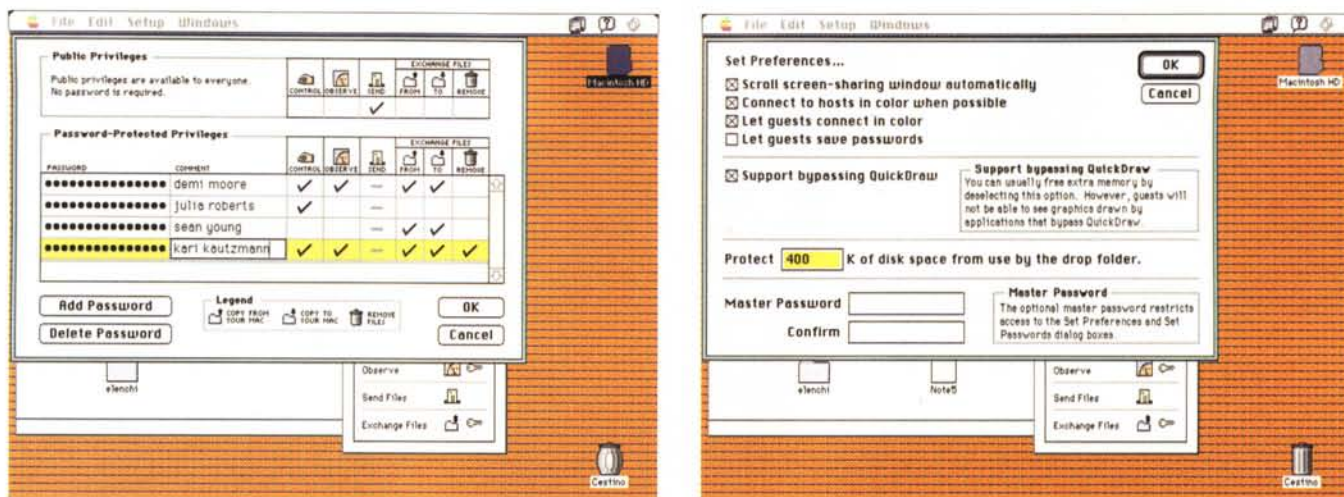 File Edit Setup Windows
Public Privileges
Public privileges are available to everyone.
No password is required.
EXCHANGE FILES
CONTROL OBSERVE SEND FROM TO REMOVE
Password-Protected Privileges
EXCHANGE FILES
PASSWORD COMMENT CONTROL OBSERVE SEND FROM TO REMOVE
demi moore
julia roberts
sean young
karl kautzmann
Add Password
Delete Password
Legend
COPY FROM YOUR MAC
COPY TO YOUR MAC
REMOVE FILES
OK
Cancel
elenchi
Observe
Send Files
Exchange Files
Macintosh HD
Cestino
File Edit Setup Windows
Set Preferences...
Scroll screen-sharing window automatically
Connect to hosts in color when possible
Let guests connect in color
Let guests save passwords
OK
Cancel
Support bypassing QuickDraw
Support bypassing QuickDraw
You can usually free extra memory by
deselecting this option. However, guests will
not be able to see graphics drawn by
applications that bypass QuickDraw.
Protect 400 K of disk space from use by the drop folder.
Master Password
Confirm
Master Password
The optional master password restricts
access to the Set Preferences and Set
Passwords dialog boxes.
elenchi
Note5
Observe
Send Files
Exchange Files
Macintosh HD
Cestino